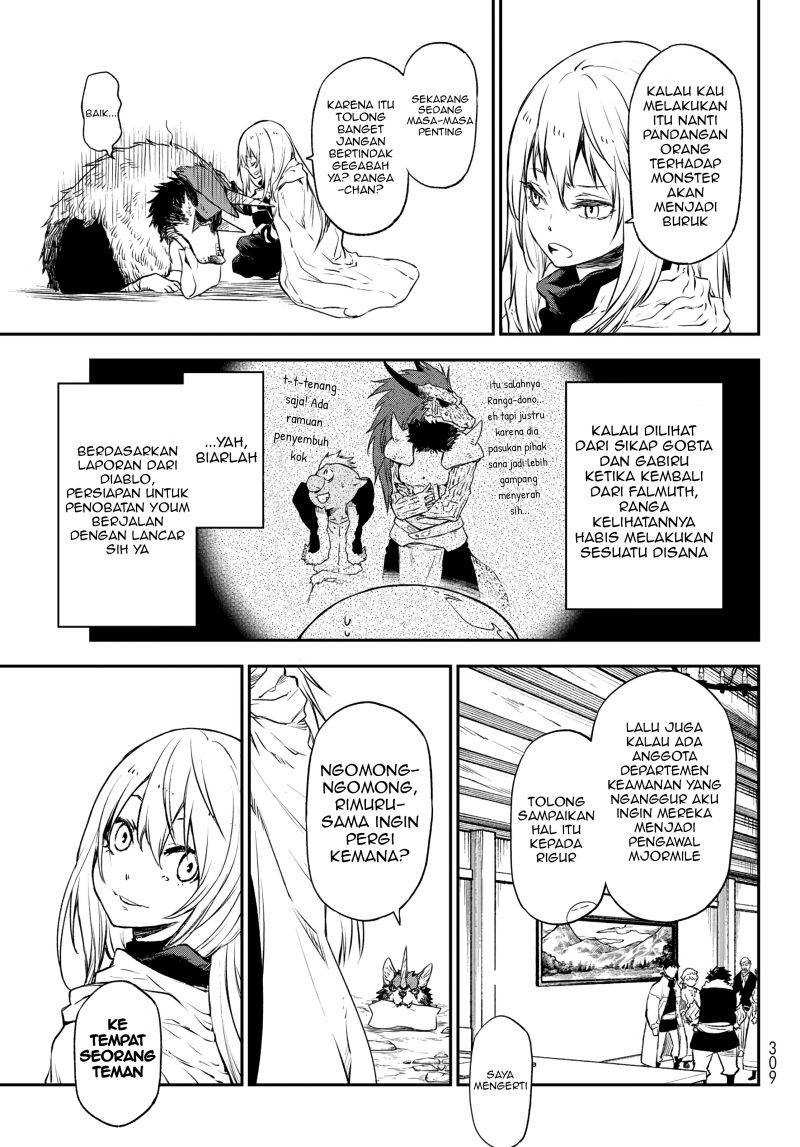 KALAU KAU
MELAKUKAN
ITU NANTI
PANDANGAN
ORANG
TERHADAP
MONSTER
AKAN
MENJADI
BURUK
SEKARANG
SEDANG
MASA-MASA
PENTING
KARENA ITU
TOLONG
BANGET
JANGAN
BERTINDAK
GEGABAH
YA? RANGA
-CHAN?
BAIK...
KALAU DILIHAT
DARI SIKAP GOBTA
DAN GABIRU
KETIKA KEMBALI
DARI FALMUTH,
RANGA
KELIHATANNYA
HABIS MELAKUKAN
SESUATU DISANA
itu salahnya
Ranga-dono...
eh tapi justru
karena dia
pasukan pihak
sana jadi lebih
gampang
menyerah
sih...
t-t-tenang
saja! Ada
ramuan
penyembuh
kok
...YAH,
BIARLAH
BERDASARKAN
LAPORAN DARI
DIABLO,
PERSIAPAN UNTUK
PENOBATAN YOUM
BERJALAN
DENGAN LANCAR
SIH YA
LALU JUGA
KALAU ADA
ANGGOTA
DEPARTEMEN
KEAMANAN YANG
NGANGGUR AKU
INGIN MEREKA
MENJADI
PENGAWAL
MJORMILE
TOLONG
SAMPAIKAN
HAL ITU
KEPADA
RIGUR
SAYA
MENGERTI
NGOMONG-
NGOMONG,
RIMURU-
SAMA INGIN
PERGI
KEMANA?
KE
TEMPAT
SEORANG
TEMAN
309